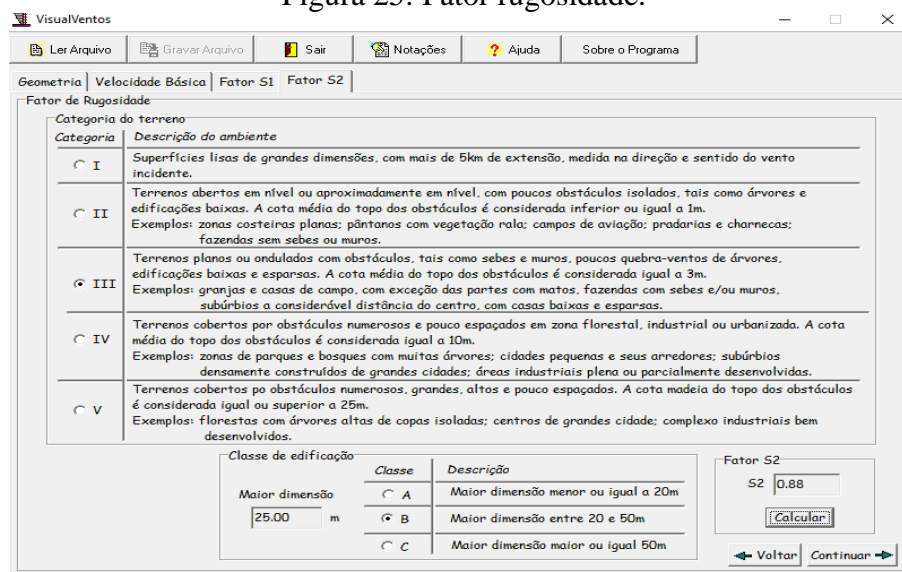 Figura 25: Fator rugosidade.
VisualVentos
Ler Arquivo Gravar Arquivo Sair Notações ? Ajuda Sobre o Programa
Geometria Velocidade Básica Fator S1 Fator S2
Fator de Rugosidade
Categoria do terreno
Categoria Descrição do ambiente
I
Superfícies lisas de grandes dimensões, com mais de 5km de extensão, medida na direção e sentido do vento
incidente.
II
Terrenos abertos em nível ou aproximadamente em nível, com poucos obstáculos isolados, tais como árvores e
edificações baixas. A cota média do topo dos obstáculos é considerada inferior ou igual a 1m.
Exemplos: zonas costeiras planas; pântanos com vegetação rala; campos de aviação; pradarias e charnecas;
fazendas sem sebes ou muros.
III
Terrenos planos ou ondulados com obstáculos, tais como sebes e muros, poucos quebra-ventos de árvores,
edificações baixas e esparsas. A cota média do topo dos obstáculos é considerada igual a 3m.
Exemplos: granjas e casas de campo, com exceção das partes com matos, fazendas com sebes e/ou muros,
subúrbios a considerável distância do centro, com casas baixas e esparsas.
IV
Terrenos cobertos por obstáculos numerosos e pouco espaçados em zona florestal, industrial ou urbanizada. A cota
média do topo dos obstáculos é considerada igual a 10m.
Exemplos: zonas de parques e bosques com muitas árvores; cidades pequenas e seus arredores; subúrbios
densamente construídos de grandes cidades; áreas industriais plena ou parcialmente desenvolvidas.
V
Terrenos cobertos po obstáculos numerosos, grandes, altos e pouco espaçados. A cota madeia do topo dos obstáculos
é considerada igual ou superior a 25m.
Exemplos: florestas com árvores altas de copas isoladas; centros de grandes cidade; complexo industriais bem
desenvolvidos.
Classe de edificação
Maior dimensão
25.00 m
Classe Descrição
A Maior dimensão menor ou igual a 20m
B Maior dimensão entre 20 e 50m
C Maior dimensão maior ou igual 50m
Fator S2
S2 0.88
Calcular
Voltar Continuar